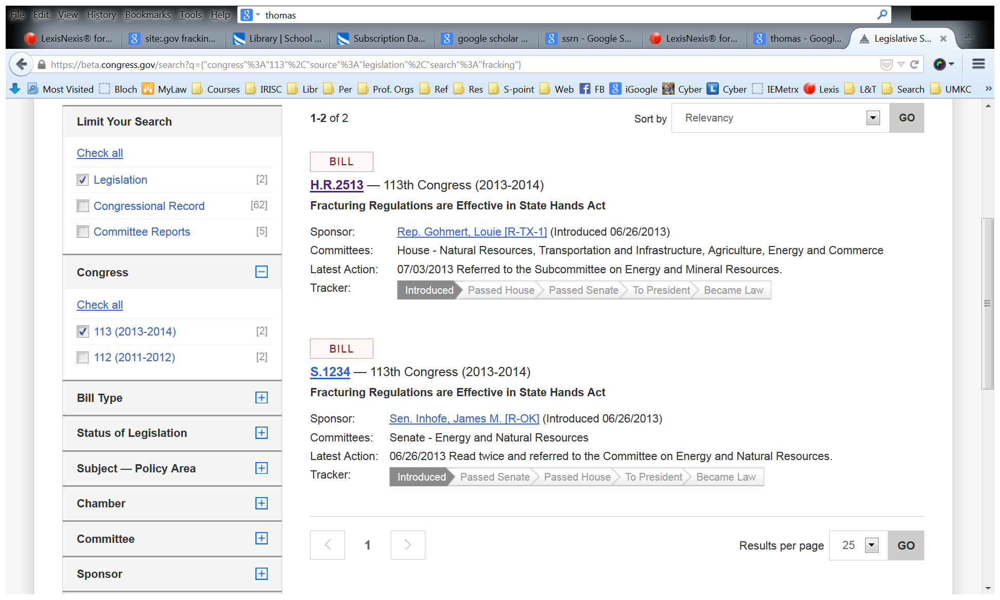 File Edit View History Bookmarks Tools Help thomas
LexisNexis® for... site:.gov frackin... Library | School ... Subscription Da... google scholar ... ssrn - Google S... LexisNexis® for... thomas - Googl... Legislative S...
https://beta.congress.gov/search?q={"congress"%3A"113"%2C"source"%3A"legislation"%2C"search"%3A"fracking"}
Most Visited Bloch MyLaw Courses IRISC Libr Per Prof. Orgs Ref Res S-point Web FB iGoogle Cyber Cyber IEMetrx Lexis L&T Search UMKC »
Limit Your Search
Check all
Legislation [2]
Congressional Record [62]
Committee Reports [5]
Congress
Check all
113 (2013-2014) [2]
112 (2011-2012) [2]
Bill Type
Status of Legislation
Subject — Policy Area
Chamber
Committee
Sponsor
1-2 of 2 Sort by Relevancy GO
BILL
H.R.2513 — 113th Congress (2013-2014)
Fracturing Regulations are Effective in State Hands Act
Sponsor: Rep. Gohmert, Louie [R-TX-1] (Introduced 06/26/2013)
Committees: House - Natural Resources, Transportation and Infrastructure, Agriculture, Energy and Commerce
Latest Action: 07/03/2013 Referred to the Subcommittee on Energy and Mineral Resources.
Tracker: Introduced Passed House Passed Senate To President Became Law
BILL
S.1234 — 113th Congress (2013-2014)
Fracturing Regulations are Effective in State Hands Act
Sponsor: Sen. Inhofe, James M. [R-OK] (Introduced 06/26/2013)
Committees: Senate - Energy and Natural Resources
Latest Action: 06/26/2013 Read twice and referred to the Committee on Energy and Natural Resources.
Tracker: Introduced Passed Senate Passed House To President Became Law
1 Results per page 25 GO